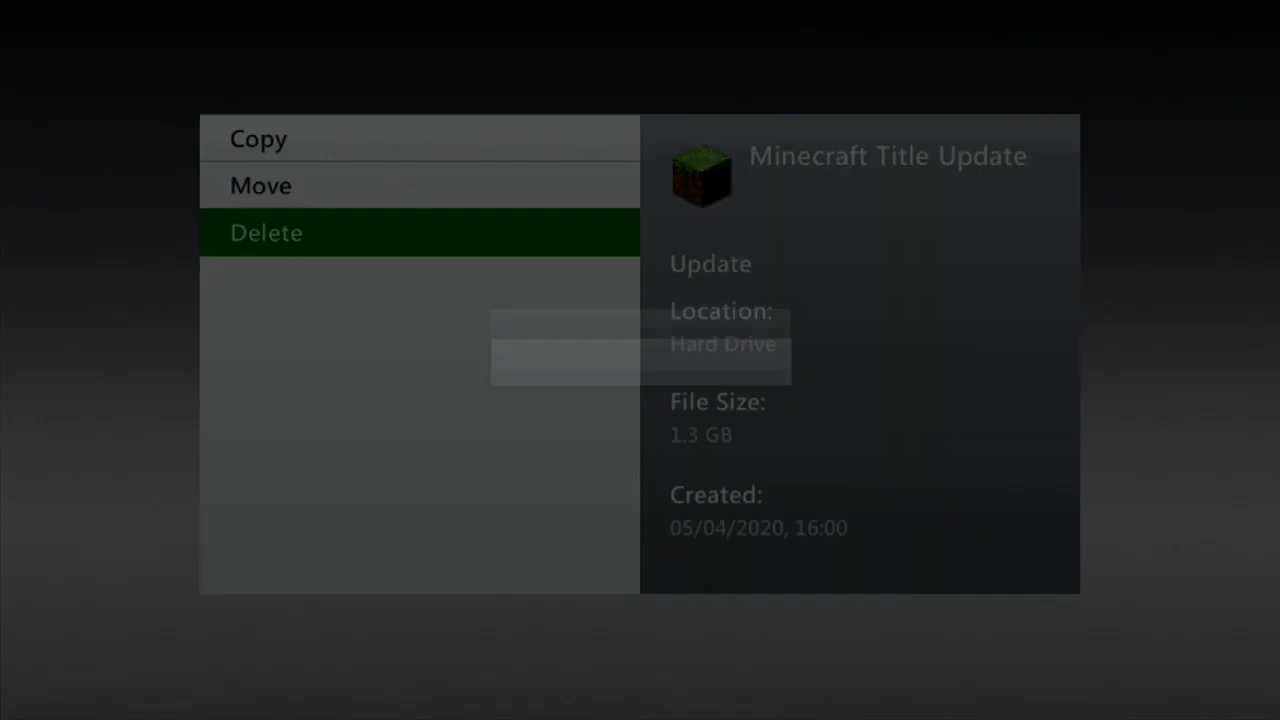 Copy
Move
Delete
Minecraft Title Update
Update
Location:
Hard Drive
File Size:
1.3 GB
Created:
05/04/2020, 16:00